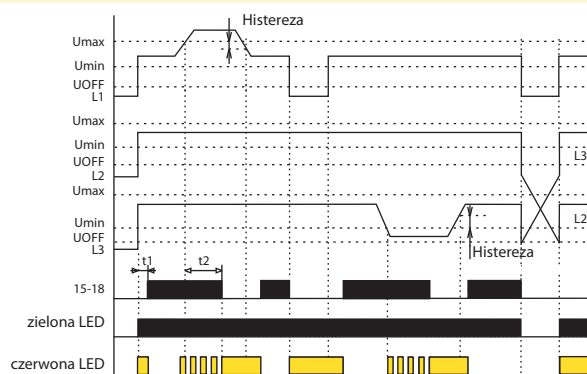 Histereza
Umax
Umin
UOFF
L1
Umax
Umin
UOFF
L2
L3
Umax
Umin
UOFF
L3
L2
Histereza
t1 t2
15-18
zielona LED
czerwona LED